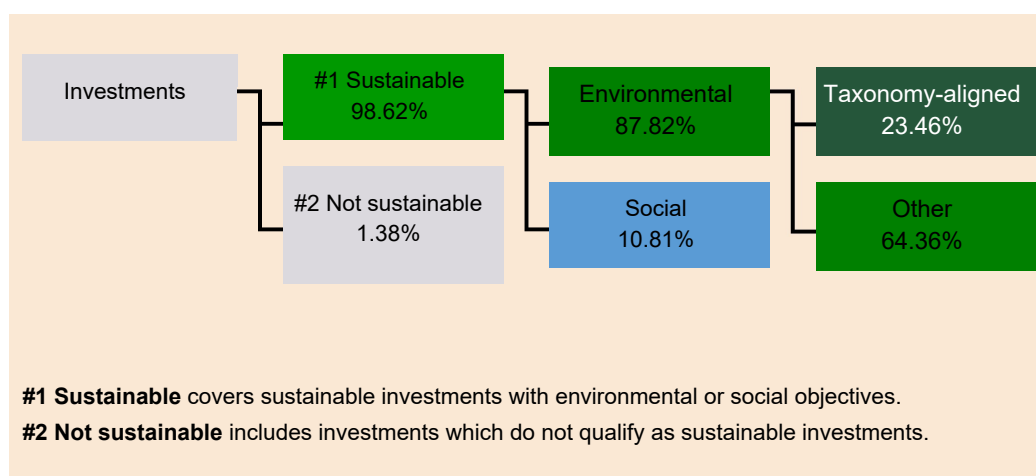 Investments
#1 Sustainable
98.62%
#2 Not sustainable
1.38%
Environmental
87.82%
Social
10.81%
Taxonomy-aligned
23.46%
Other
64.36%
#1 Sustainable covers sustainable investments with environmental or social objectives.
#2 Not sustainable includes investments which do not qualify as sustainable investments.